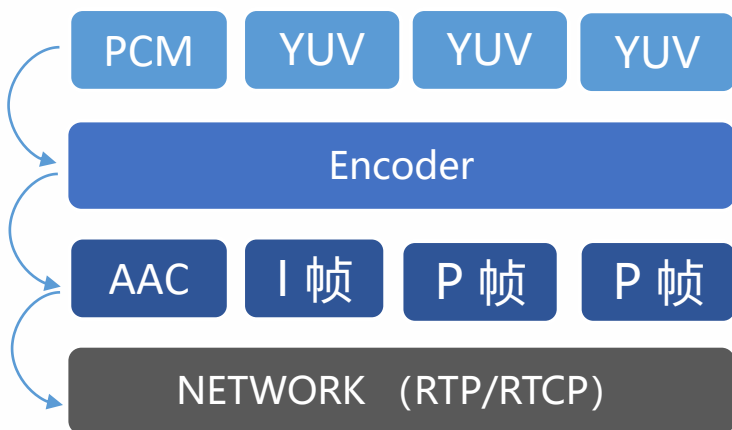 PCM YUV YUV YUV
Encoder
AAC I 帧 P 帧 P 帧
NETWORK （RTP/RTCP）